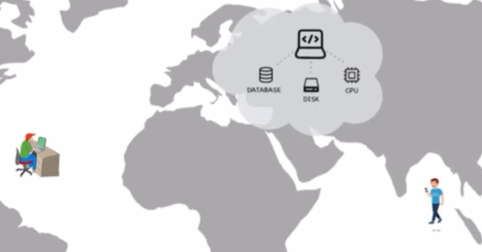 </>
DATABASE
DISK
CPU